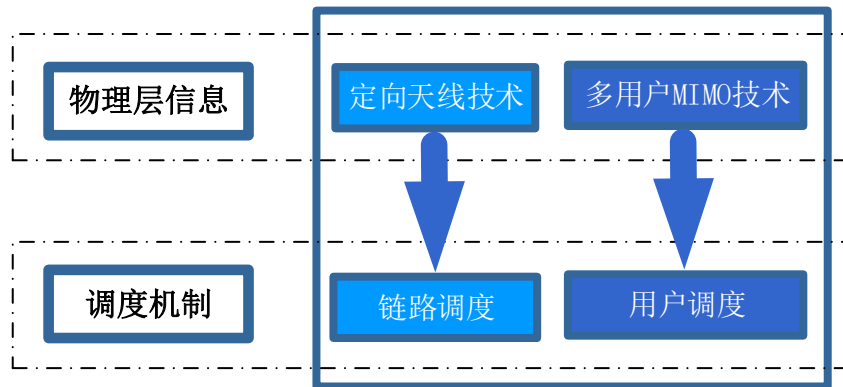 物理层信息
定向天线技术
多用户MIMO技术
调度机制
链路调度
用户调度